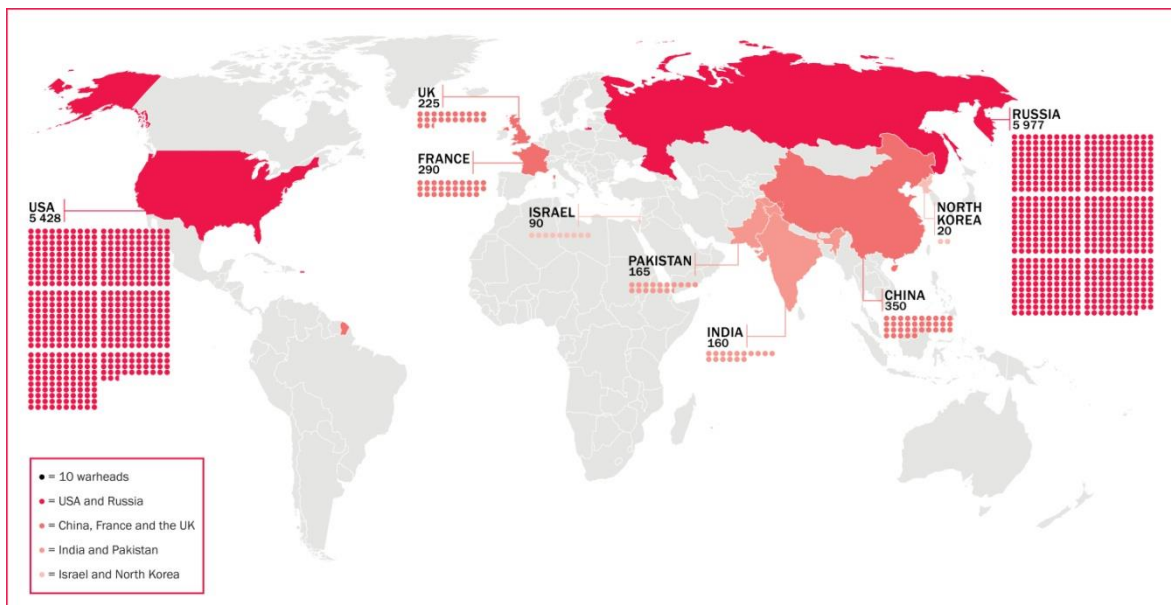 UK
225
FRANCE
290
USA
5 428
ISRAEL
90
PAKISTAN
165
INDIA
160
RUSSIA
5 977
NORTH
KOREA
20
CHINA
350
= 10 warheads
= USA and Russia
= China, France and the UK
= India and Pakistan
= Israel and North Korea